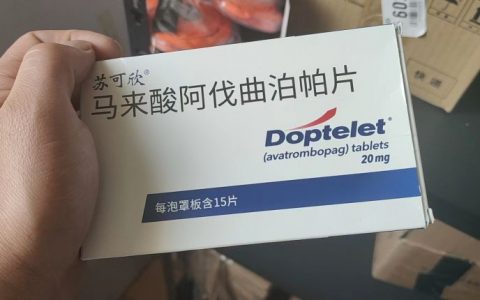 苏可欣®
马来酸阿伐曲泊帕片
Doptelet®
(avatrombopag) tablets
20 mg
每泡罩板含15片